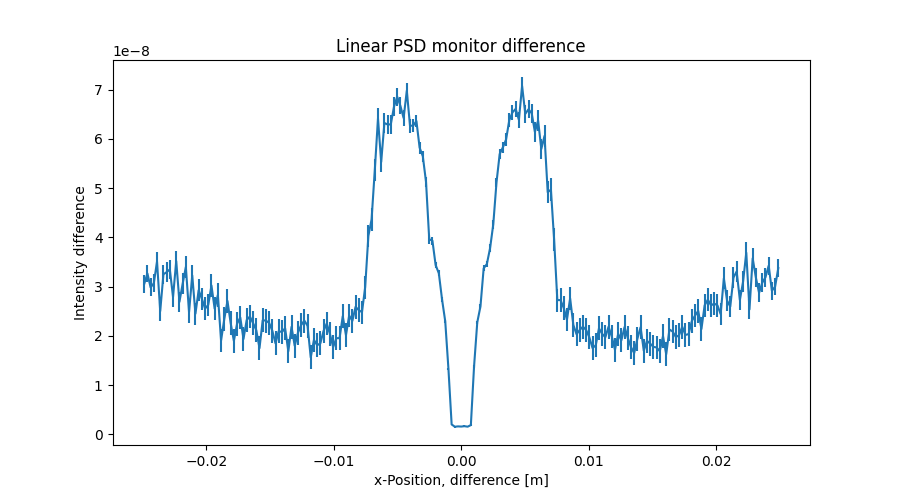 Linear PSD monitor difference
1e−8
7
6
5
4
3
2
1
0
Intensity difference
−0.02 −0.01 0.00 0.01 0.02
x-Position, difference [m]